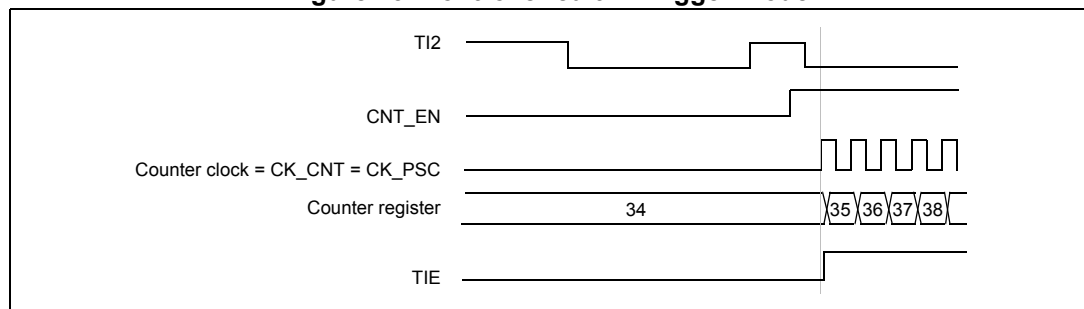 TI2
CNT_EN
Counter clock = CK_CNT = CK_PSC
Counter register 34 35 36 37 38
TIE